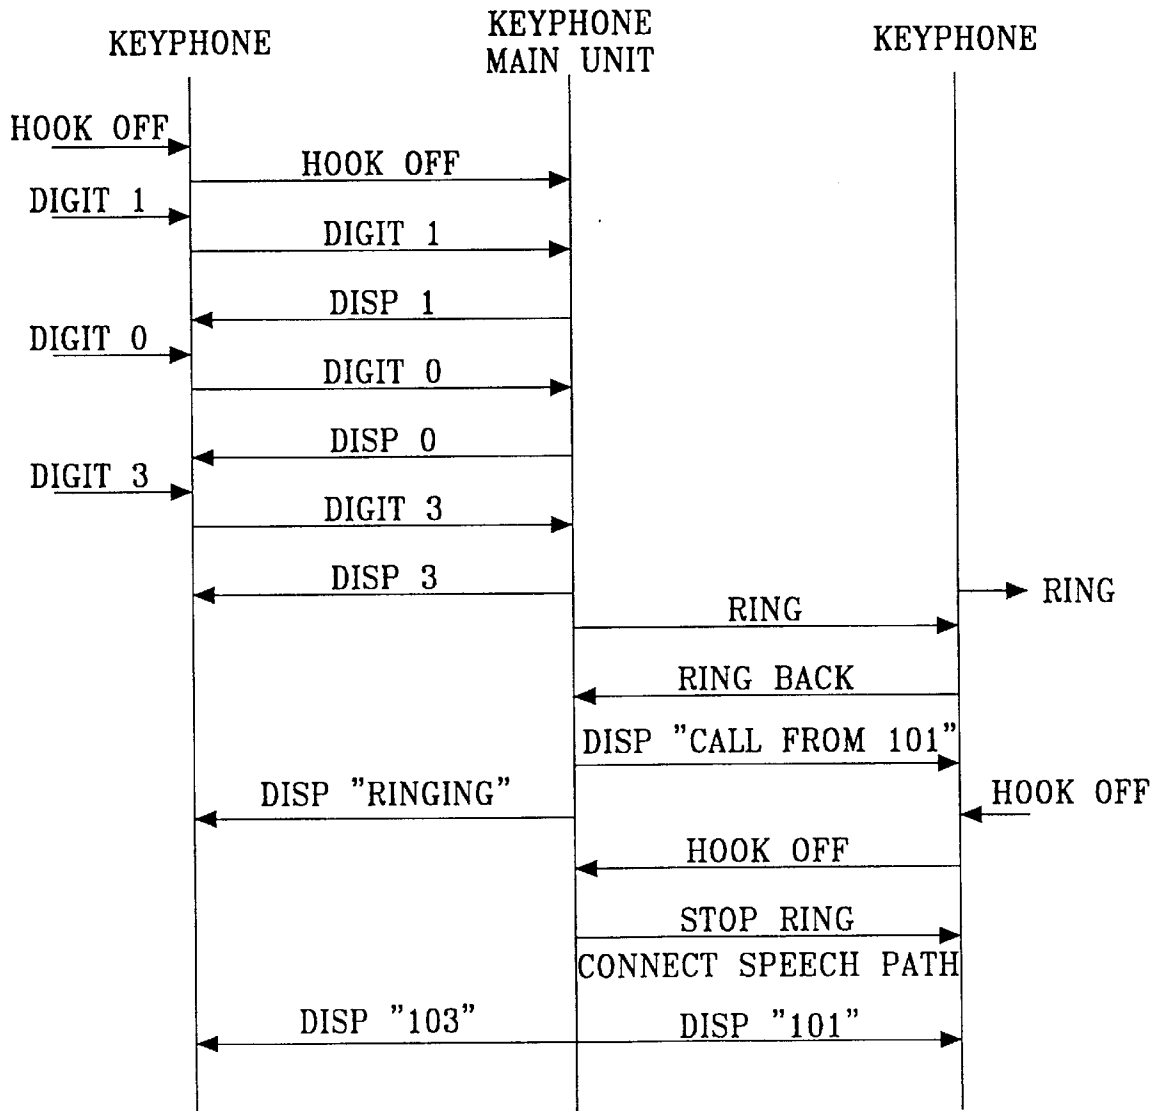 KEYPHONE
KEYPHONE
MAIN UNIT
KEYPHONE
HOOK OFF
HOOK OFF
DIGIT 1
DIGIT 1
DISP 1
DIGIT 0
DIGIT 0
DISP 0
DIGIT 3
DIGIT 3
DISP 3
RING
RING
RING BACK
DISP "CALL FROM 101"
DISP "RINGING"
HOOK OFF
HOOK OFF
STOP RING
CONNECT SPEECH PATH
DISP "103"
DISP "101"